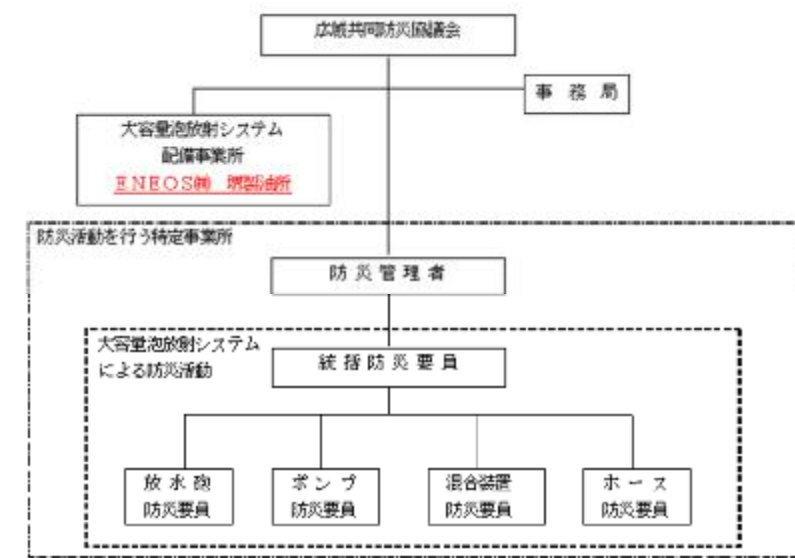 広域共同防災協議会
事 務 局
大容量泡放射システム
配備事業所
ENEOS㈱ 堺製油所
防災活動を行う特定事業所
防 災 管 理 者
大容量泡放射システム
による防災活動
統 括 防 災 要 員
放 水 砲
防災要員
ポ ン プ
防災要員
混合装置
防災要員
ホ ー ス
防災要員